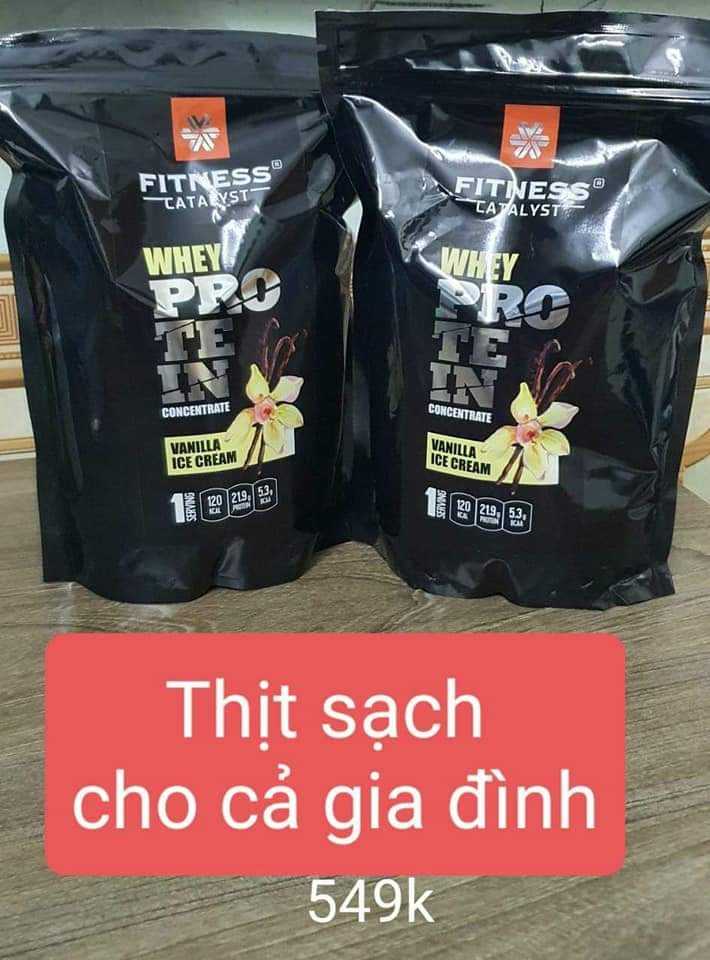 FITNESS®
CATALYST
WHEY
PRO
TE
IN
CONCENTRATE
VANILLA
ICE CREAM
1 SERVING
120 KCAL
21.9g PROTEIN
5.3g BCAA
FITNESS®
CATALYST
WHEY
PRO
TE
IN
CONCENTRATE
VANILLA
ICE CREAM
1 SERVING
120 KCAL
21.9g PROTEIN
5.3g BCAA
Thịt sạch
cho cả gia đình
549k